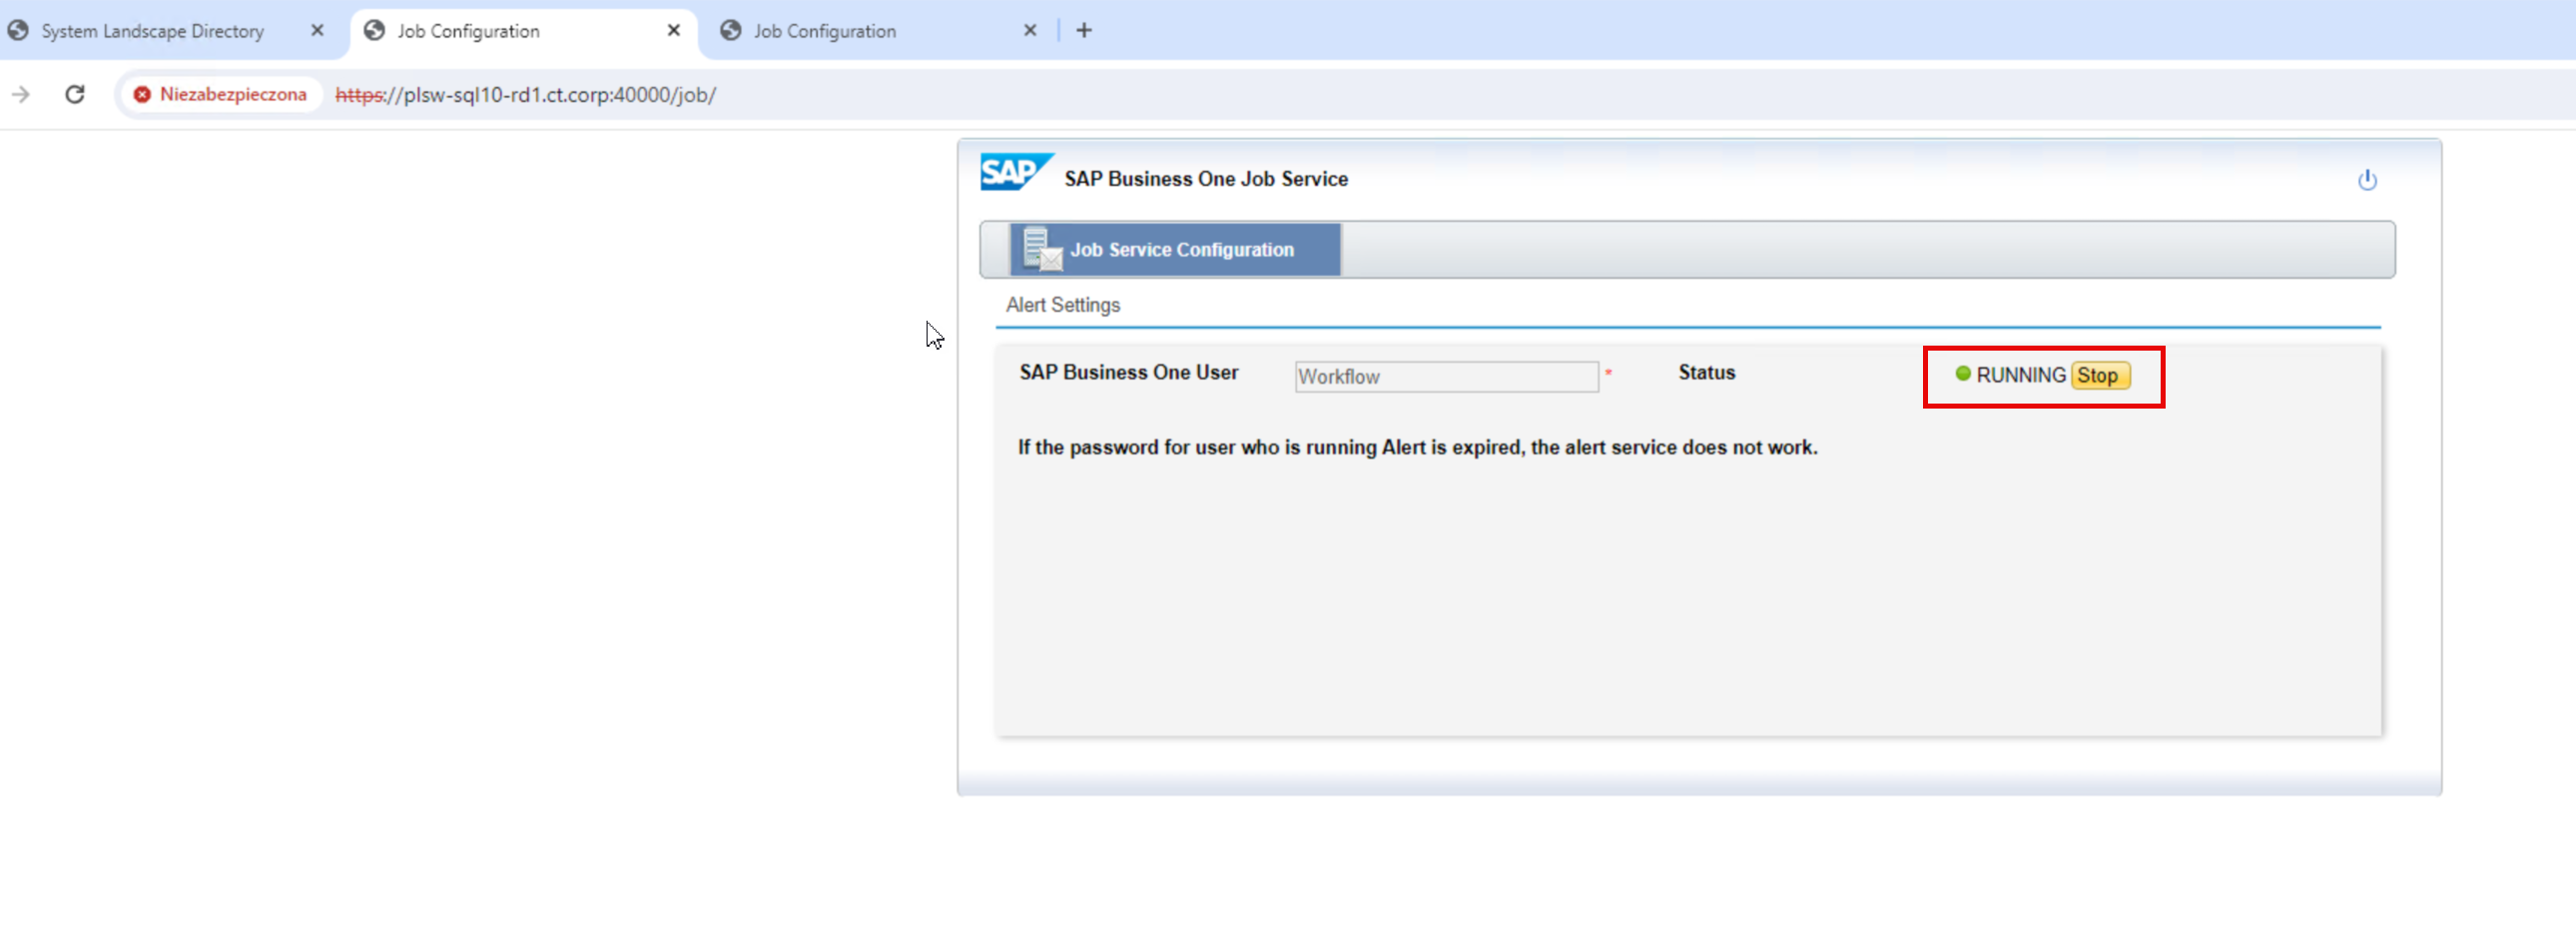 System Landscape Directory
Job Configuration
Job Configuration
Niezabezpieczona https://plsw-sql10-rd1.ct.corp:40000/job/
SAP SAP Business One Job Service
Job Service Configuration
Alert Settings
SAP Business One User Workflow * Status RUNNING Stop
If the password for user who is running Alert is expired, the alert service does not work.